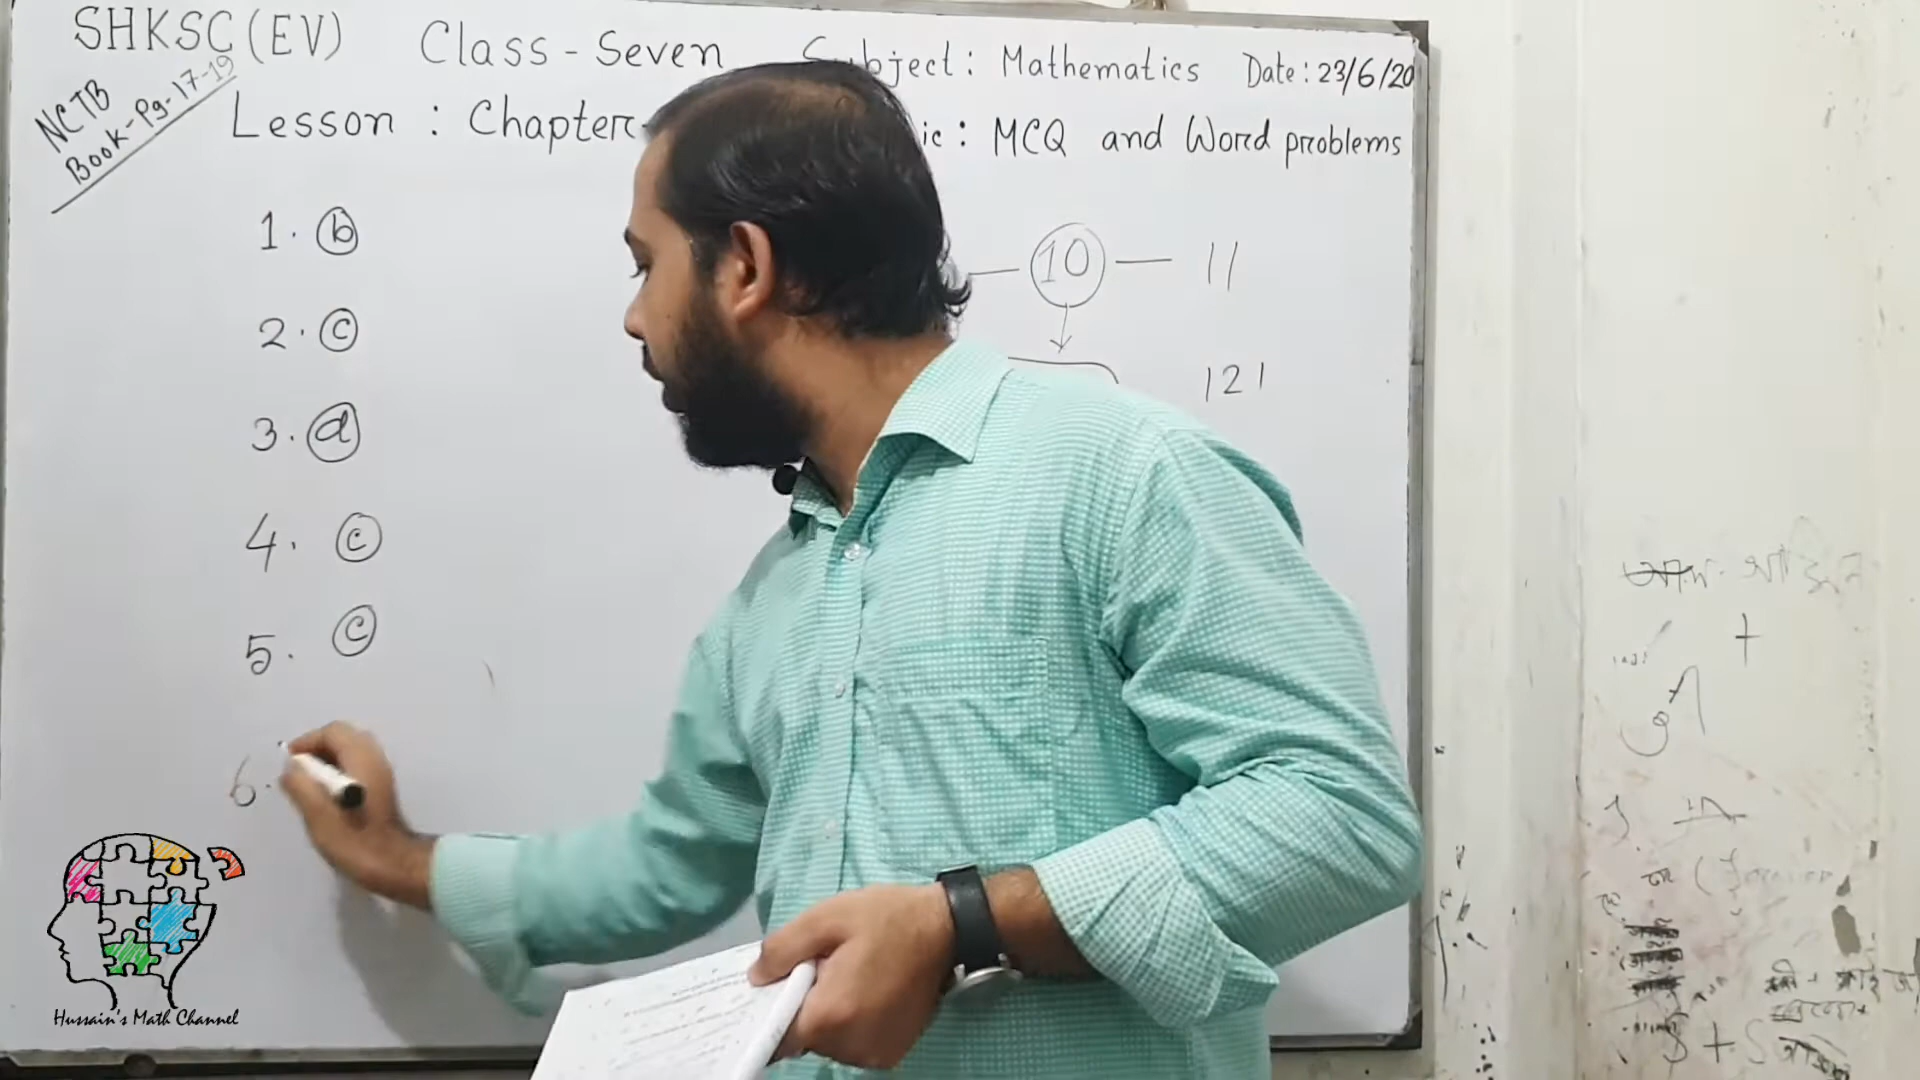 SHKSC (EV) Class - Seven Subject: Mathematics Date: 23/6/20
NCTB
Book - Pg - 17-19
Lesson : Chapter- ic: MCQ and Word problems
1. b
2. c
3. d
4. c
5. c
6.
10 — 11
121
Hussain's Math Channel